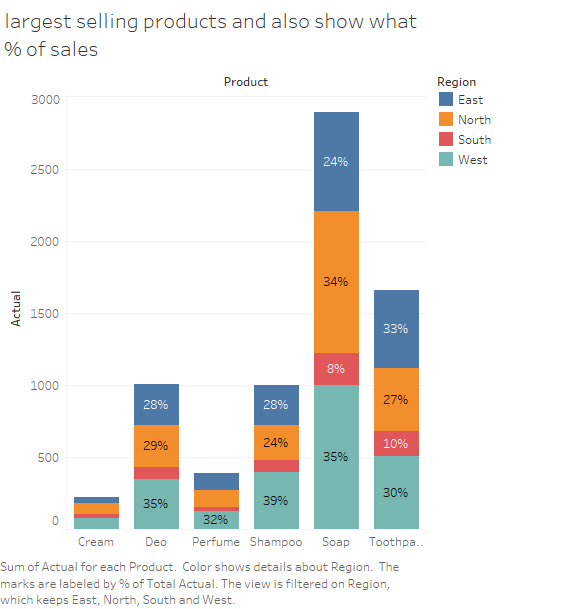 largest selling products and also show what
% of sales
Product
Region
East
North
South
West
Actual
3000
2500
2000
1500
1000
500
0
24%
34%
8%
35%
33%
27%
10%
30%
28%
29%
35%
28%
24%
39%
32%
Cream Deo Perfume Shampoo Soap Toothpa..
Sum of Actual for each Product. Color shows details about Region. The
marks are labeled by % of Total Actual. The view is filtered on Region,
which keeps East, North, South and West.